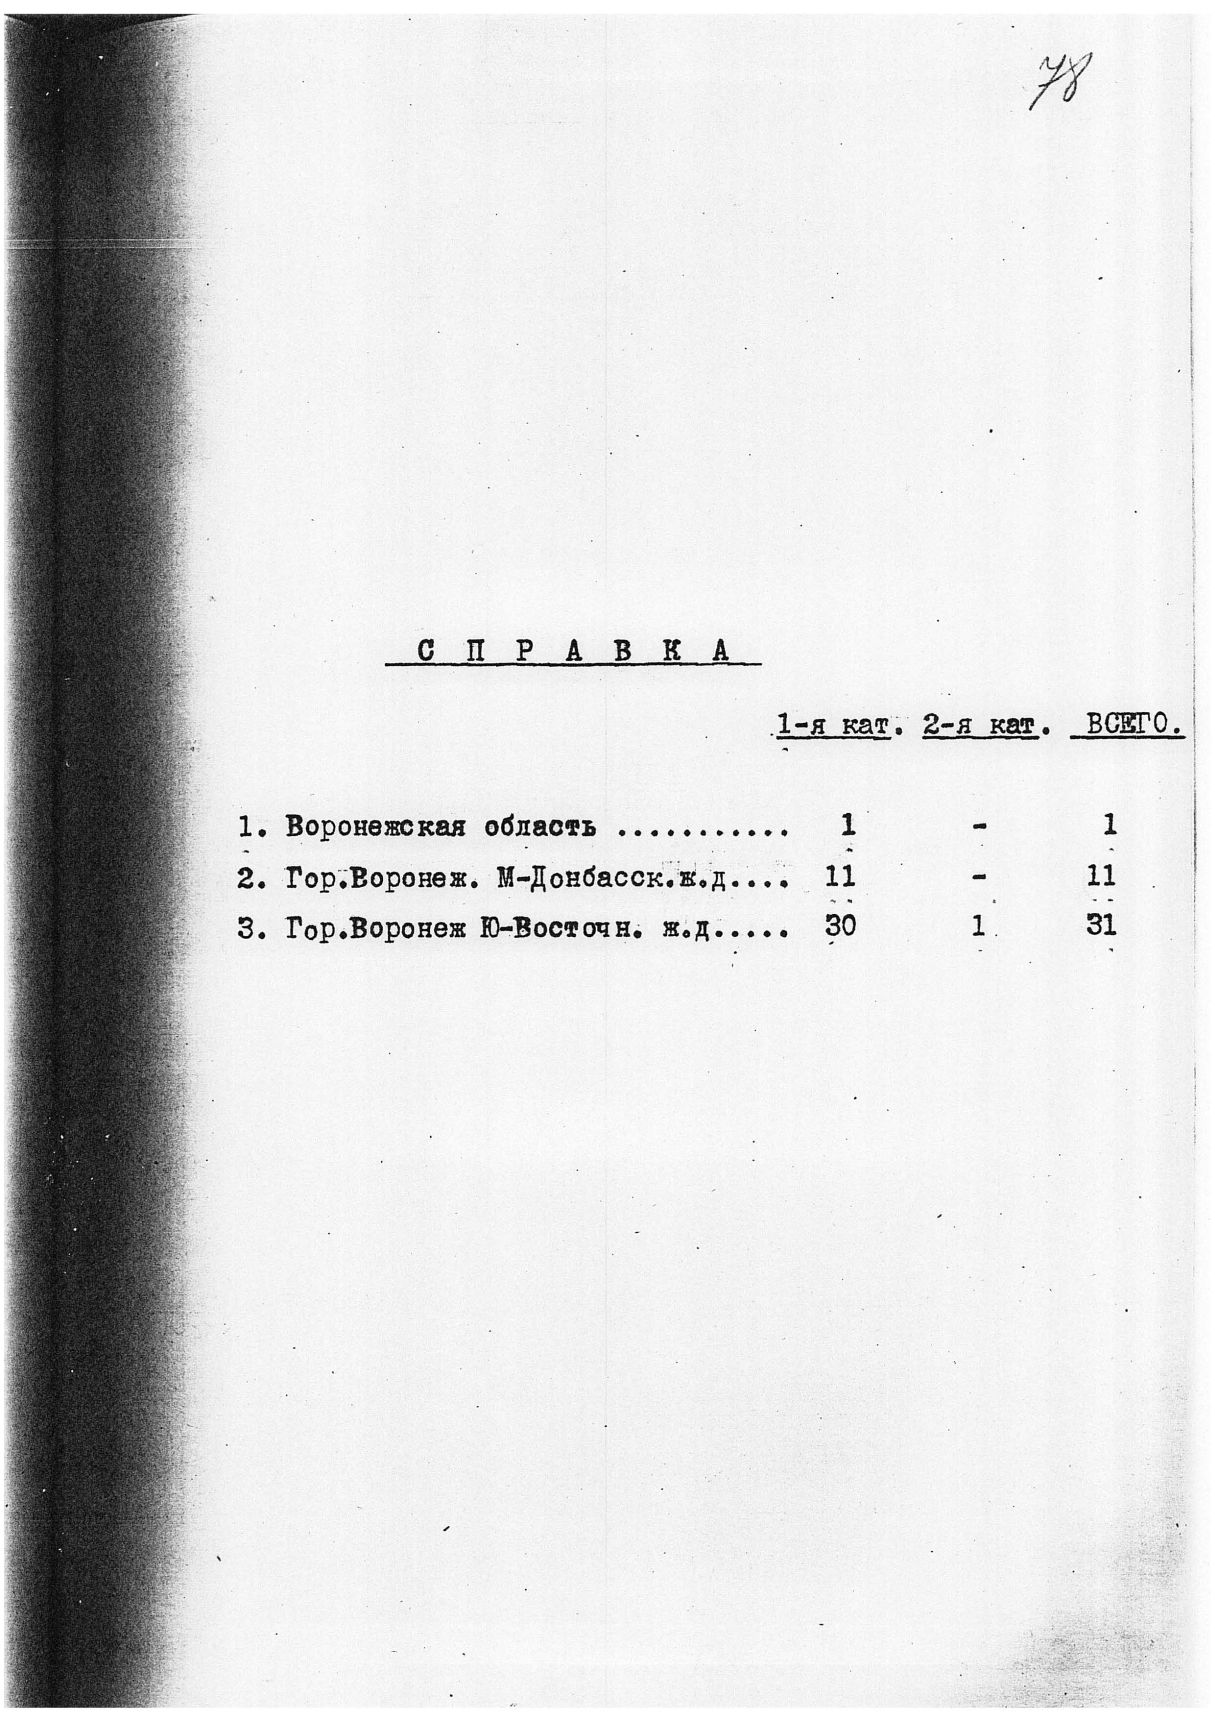 78
С П Р А В К А
1-я кат. 2-я кат. ВСЕГО.
1. Воронежская область ........... 1 - 1
2. Гор.Воронеж. М-Донбасск.ж.д.... 11 - 11
3. Гор.Воронеж Ю-Восточн. ж.д..... 30 1 31